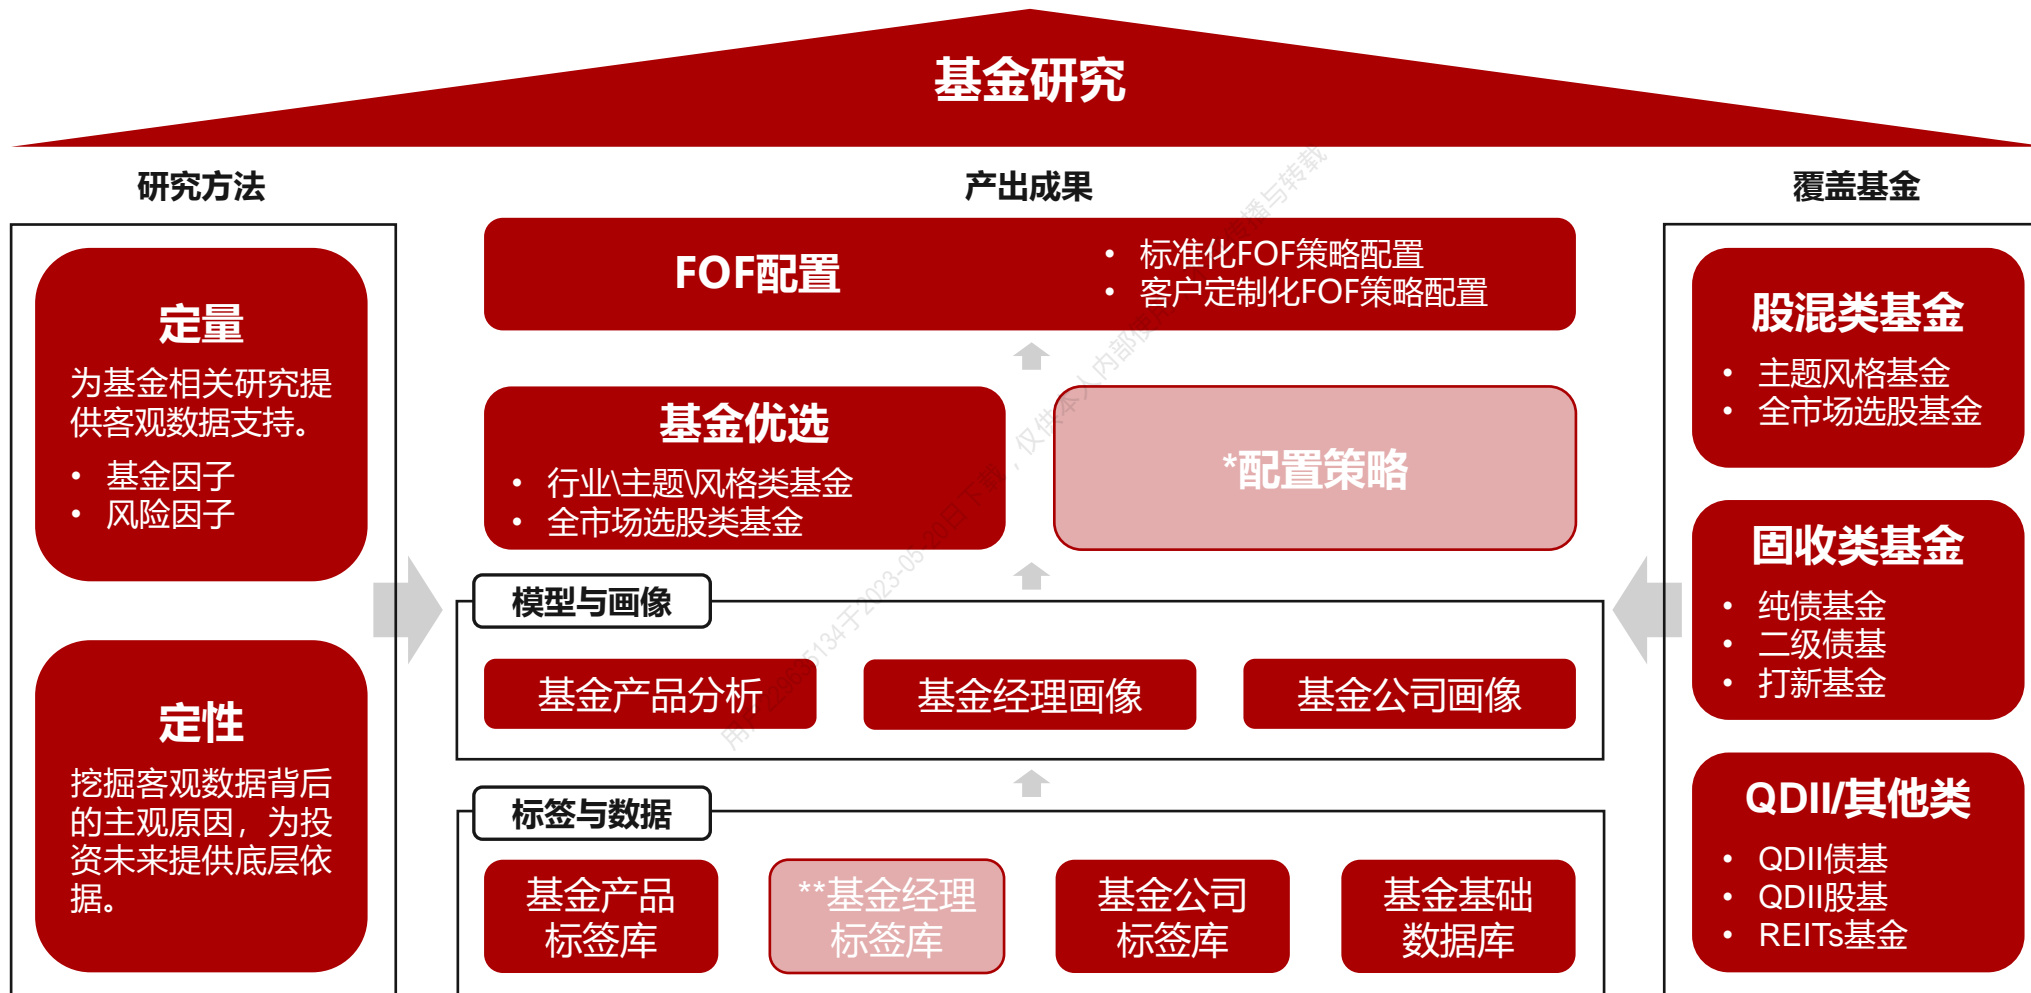 基金研究
研究方法
产出成果
覆盖基金
定量
为基金相关研究提
供客观数据支持。
• 基金因子
• 风险因子
定性
挖掘客观数据背后
的主观原因，为投
资未来提供底层依
据。
FOF配置
• 标准化FOF策略配置
• 客户定制化FOF策略配置
基金优选
• 行业\主题\风格类基金
• 全市场选股类基金
*配置策略
模型与画像
基金产品分析
基金经理画像
基金公司画像
标签与数据
基金产品
标签库
**基金经理
标签库
基金公司
标签库
基金基础
数据库
股混类基金
• 主题风格基金
• 全市场选股基金
固收类基金
• 纯债基金
• 二级债基
• 打新基金
QDII/其他类
• QDII债基
• QDII股基
• REITs基金